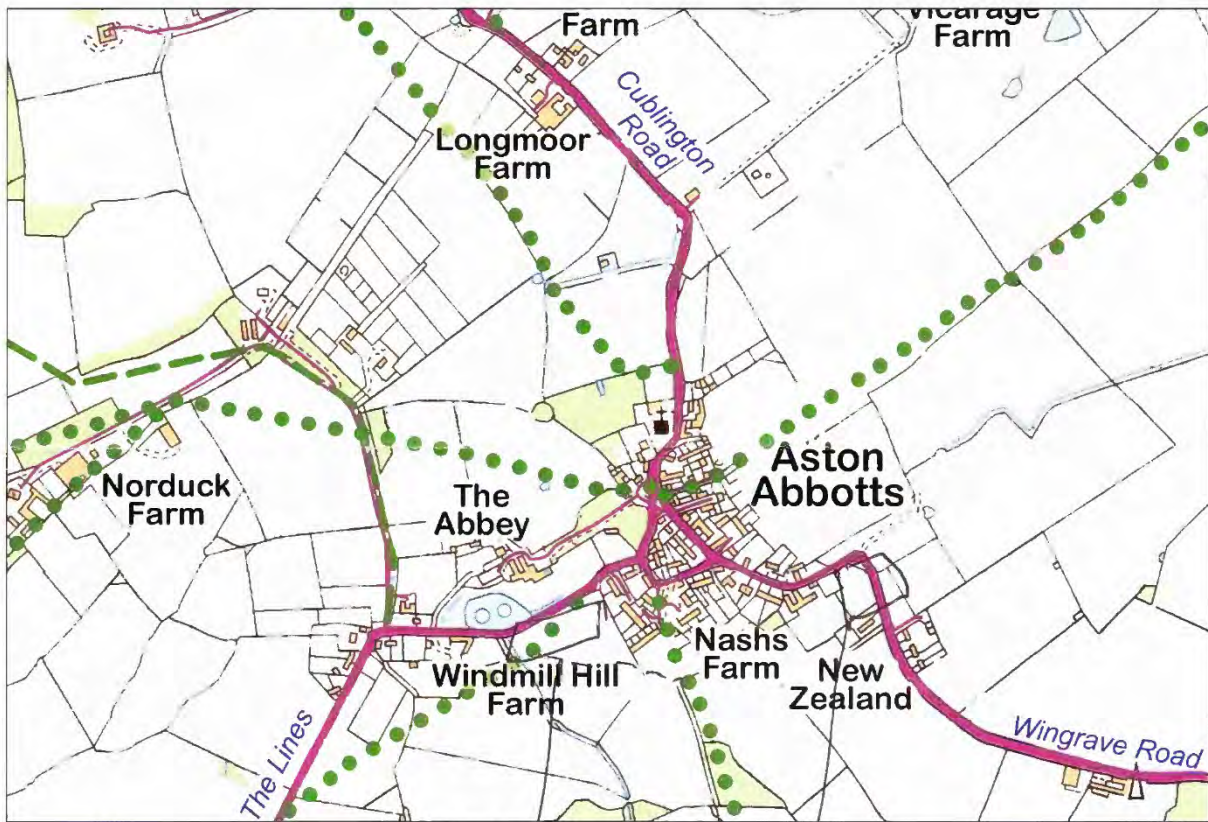 Farm
Vicarage
Farm
Cublington
Road
Longmoor
Farm
Aston
Abbotts
Norduck
Farm
The
Abbey
Nashs
Farm
Windmill Hill
Farm
New
Zealand
The Lines
Wingrave Road